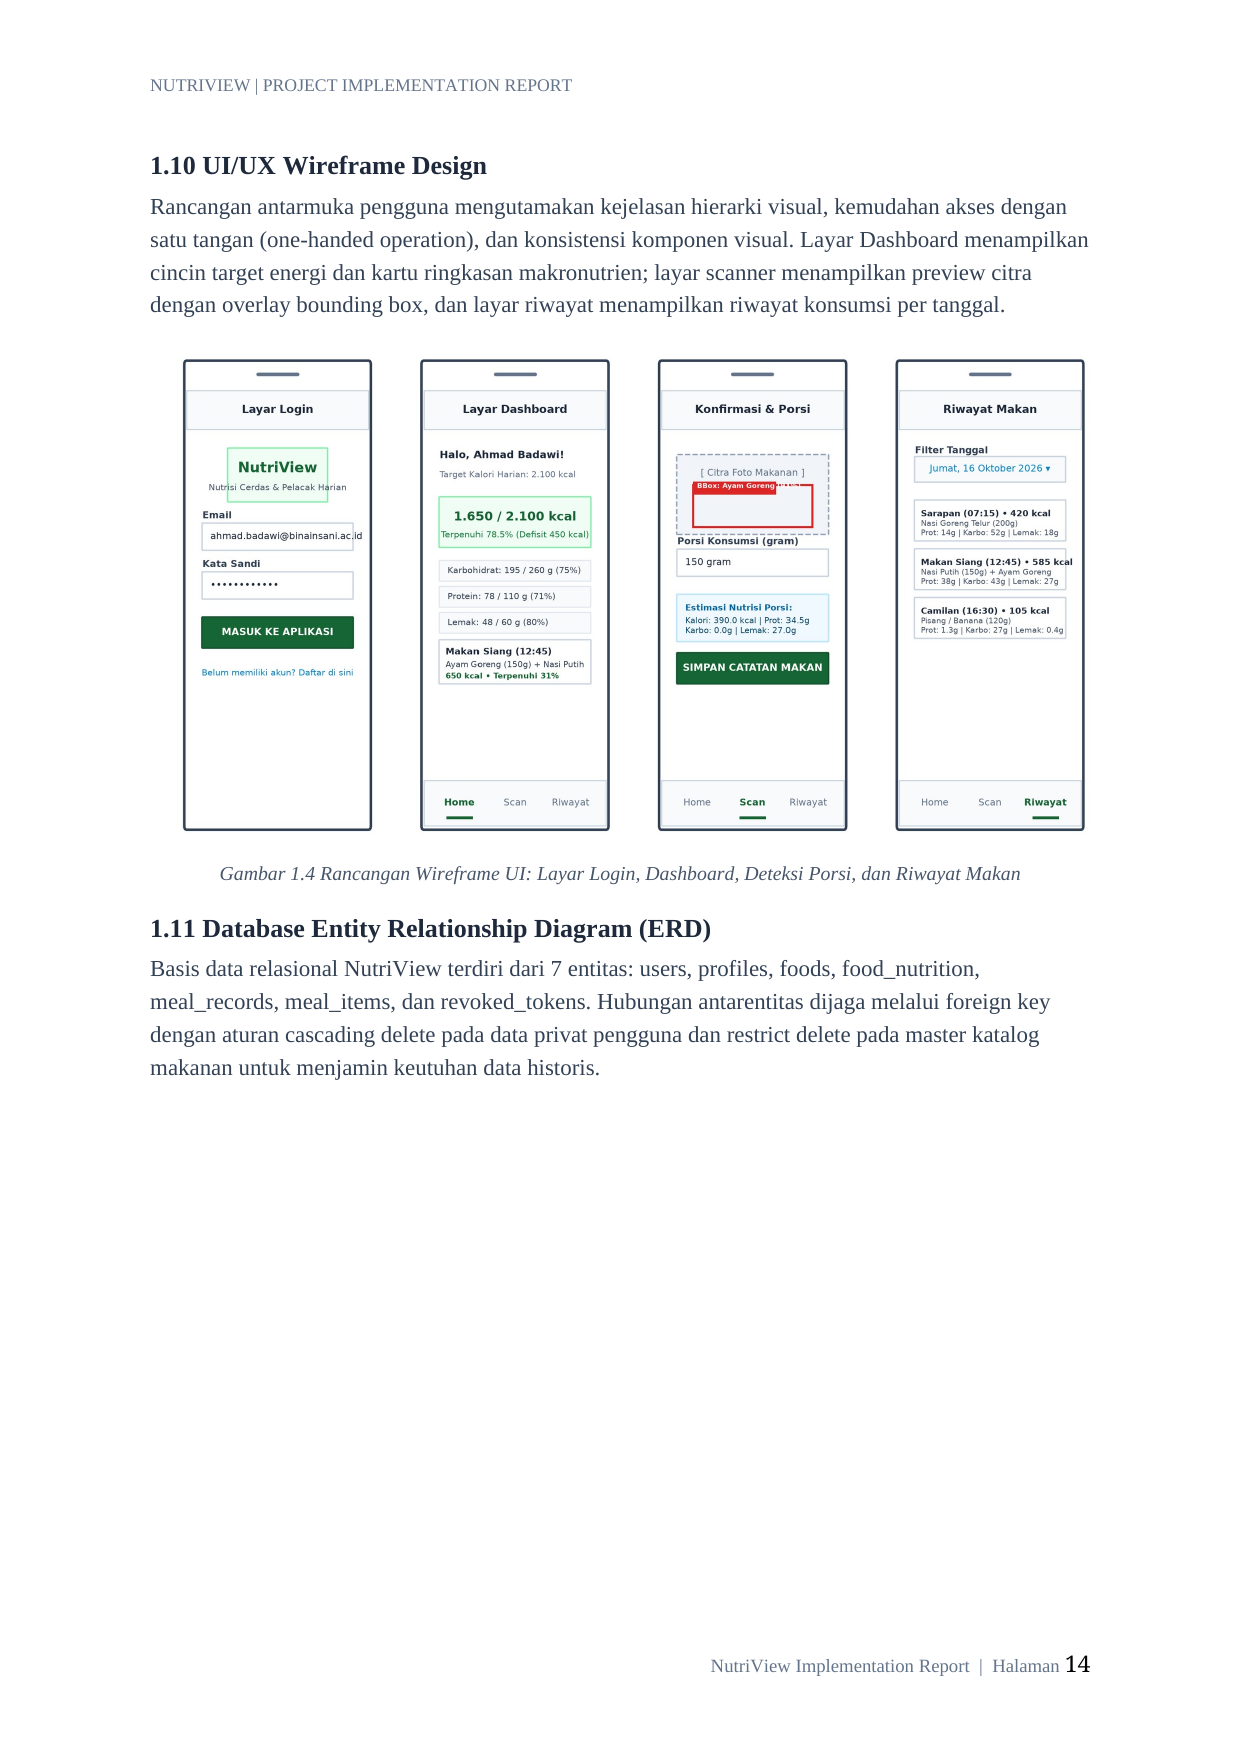 NUTRIVIEW | PROJECT IMPLEMENTATION REPORT
1.10 UI/UX Wireframe Design
Rancangan antarmuka pengguna mengutamakan kejelasan hierarki visual, kemudahan akses dengan
satu tangan (one-handed operation), dan konsistensi komponen visual. Layar Dashboard menampilkan
cincin target energi dan kartu ringkasan makronutrien; layar scanner menampilkan preview citra
dengan overlay bounding box, dan layar riwayat menampilkan riwayat konsumsi per tanggal.
Layar Login
NutriView
Nutrisi Cerdas & Pelacak Harian
Email
ahmad.badawi@binainsani.ac.id
Kata Sandi
••••••••••••
MASUK KE APLIKASI
Belum memiliki akun? Daftar di sini
Layar Dashboard
Halo, Ahmad Badawi!
Target Kalori Harian: 2.100 kcal
1.650 / 2.100 kcal
Terpenuhi 78.5% (Defisit 450 kcal)
Karbohidrat: 195 / 260 g (75%)
Protein: 78 / 110 g (71%)
Lemak: 48 / 60 g (80%)
Makan Siang (12:45)
Ayam Goreng (150g) + Nasi Putih
650 kcal • Terpenuhi 31%
Home Scan Riwayat
Konfirmasi & Porsi
[ Citra Foto Makanan ]
BBox: Ayam Goreng
Porsi Konsumsi (gram)
150 gram
Estimasi Nutrisi Porsi:
Kalori: 390.0 kcal | Prot: 34.5g
Karbo: 0.0g | Lemak: 27.0g
SIMPAN CATATAN MAKAN
Home Scan Riwayat
Riwayat Makan
Filter Tanggal
Jumat, 16 Oktober 2026 ▾
Sarapan (07:15) • 420 kcal
Nasi Goreng Telur (200g)
Prot: 14g | Karbo: 52g | Lemak: 18g
Makan Siang (12:45) • 585 kcal
Nasi Putih (150g) + Ayam Goreng
Prot: 38g | Karbo: 43g | Lemak: 27g
Camilan (16:30) • 105 kcal
Pisang / Banana (120g)
Prot: 1.3g | Karbo: 27g | Lemak: 0.4g
Home Scan Riwayat
Gambar 1.4 Rancangan Wireframe UI: Layar Login, Dashboard, Deteksi Porsi, dan Riwayat Makan
1.11 Database Entity Relationship Diagram (ERD)
Basis data relasional NutriView terdiri dari 7 entitas: users, profiles, foods, food_nutrition,
meal_records, meal_items, dan revoked_tokens. Hubungan antarentitas dijaga melalui foreign key
dengan aturan cascading delete pada data privat pengguna dan restrict delete pada master katalog
makanan untuk menjamin keutuhan data historis.
NutriView Implementation Report | Halaman 14